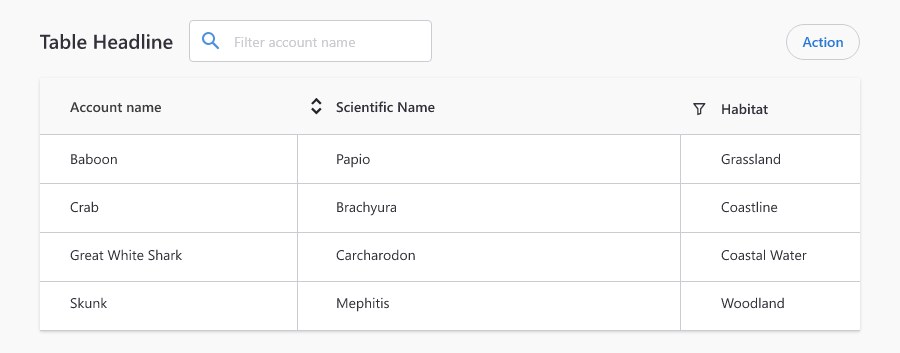 Table Headline Filter account name Action
Account name Scientific Name Habitat
Baboon Papio Grassland
Crab Brachyura Coastline
Great White Shark Carcharodon Coastal Water
Skunk Mephitis Woodland